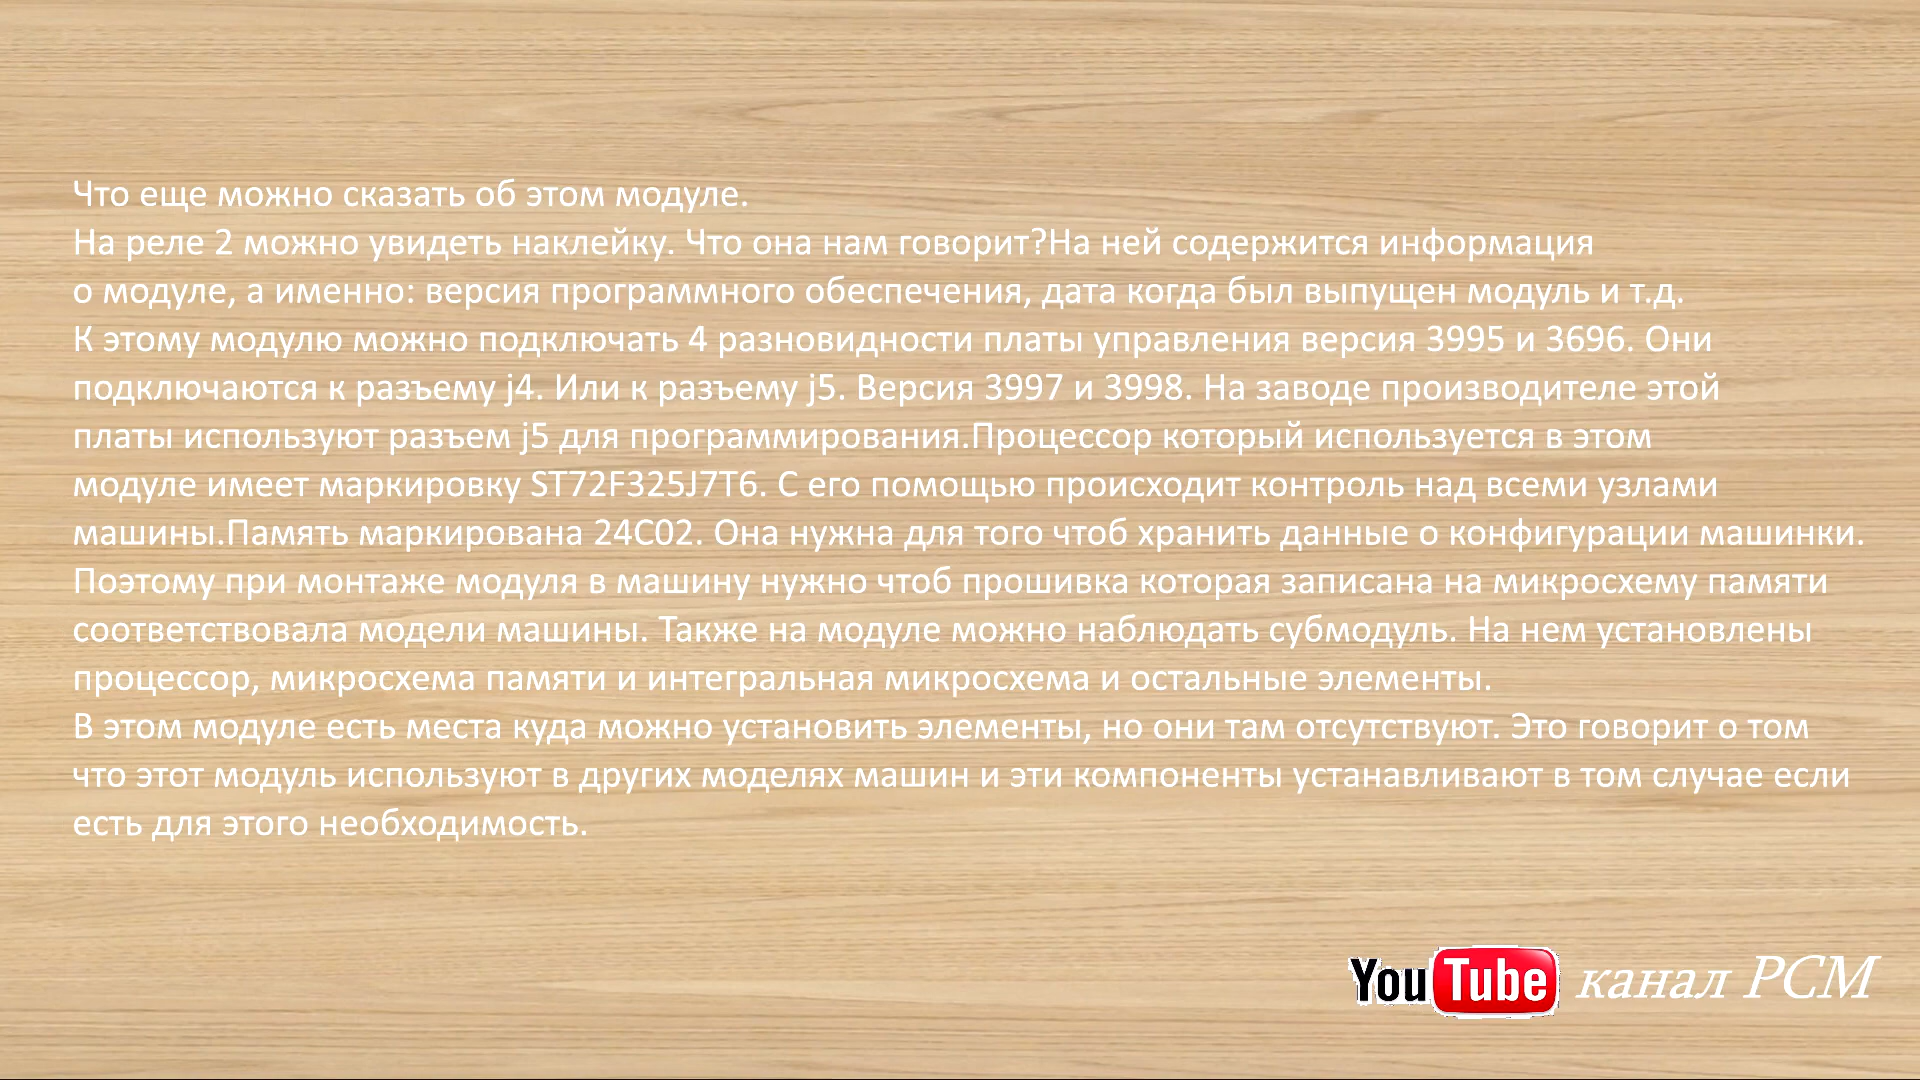 Что еще можно сказать об этом модуле.
На реле 2 можно увидеть наклейку. Что она нам говорит?На ней содержится информация
о модуле, а именно: версия программного обеспечения, дата когда был выпущен модуль и т.д.
К этому модулю можно подключать 4 разновидности платы управления версия 3995 и 3696. Они
подключаются к разъему j4. Или к разъему j5. Версия 3997 и 3998. На заводе производителе этой
платы используют разъем j5 для программирования.Процессор который используется в этом
модуле имеет маркировку ST72F325J7T6. С его помощью происходит контроль над всеми узлами
машины.Память маркирована 24С02. Она нужна для того чтоб хранить данные о конфигурации машинки.
Поэтому при монтаже модуля в машину нужно чтоб прошивка которая записана на микросхему памяти
соответствовала модели машины. Также на модуле можно наблюдать субмодуль. На нем установлены
процессор, микросхема памяти и интегральная микросхема и остальные элементы.
В этом модуле есть места куда можно установить элементы, но они там отсутствуют. Это говорит о том
что этот модуль используют в других моделях машин и эти компоненты устанавливают в том случае если
есть для этого необходимость.
YouTube канал РСМ